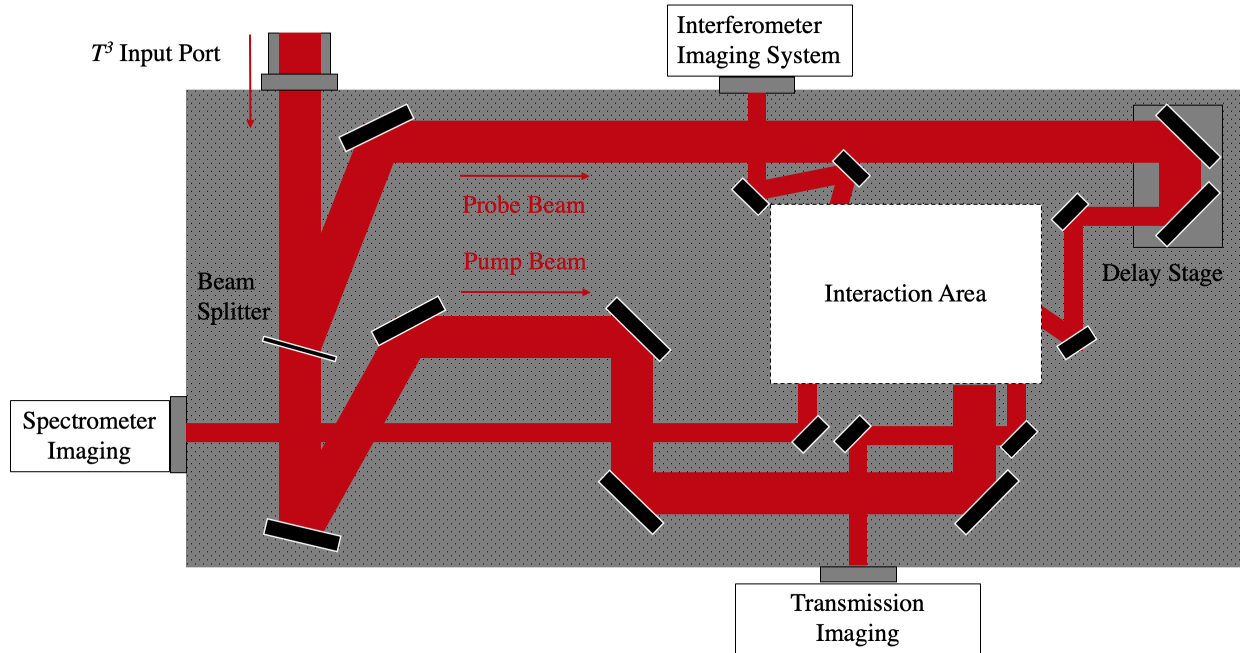 Interferometer
Imaging System
T³ Input Port
Probe Beam
Pump Beam
Beam
Splitter
Delay Stage
Interaction Area
Spectrometer
Imaging
Transmission
Imaging